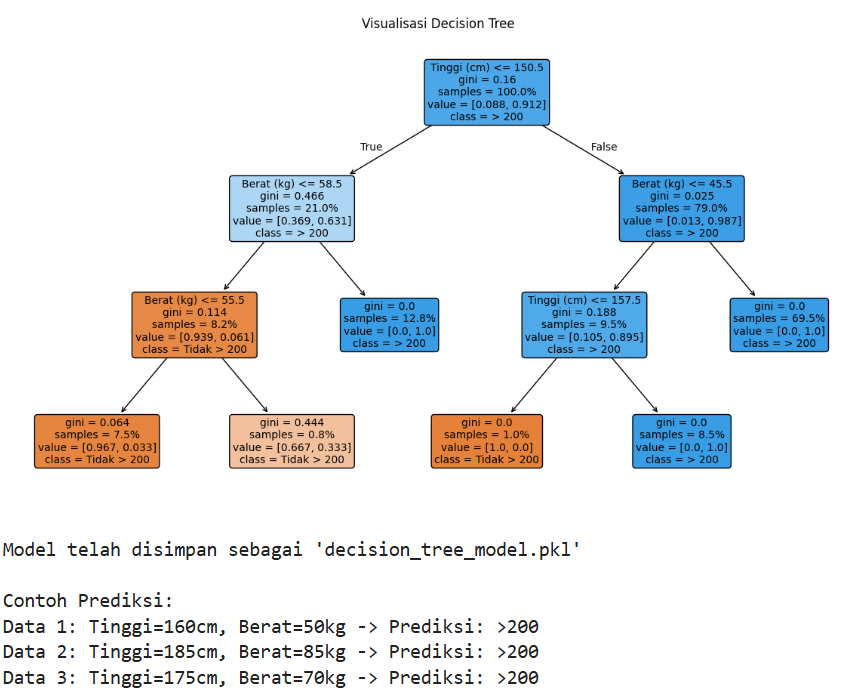 Visualisasi Decision Tree
Tinggi (cm) <= 150.5
gini = 0.16
samples = 100.0%
value = [0.088, 0.912]
class = > 200
True
False
Berat (kg) <= 58.5
gini = 0.466
samples = 21.0%
value = [0.369, 0.631]
class = > 200
Berat (kg) <= 45.5
gini = 0.025
samples = 79.0%
value = [0.013, 0.987]
class = > 200
Berat (kg) <= 55.5
gini = 0.114
samples = 8.2%
value = [0.939, 0.061]
class = Tidak > 200
gini = 0.0
samples = 12.8%
value = [0.0, 1.0]
class = > 200
Tinggi (cm) <= 157.5
gini = 0.188
samples = 9.5%
value = [0.105, 0.895]
class = > 200
gini = 0.0
samples = 69.5%
value = [0.0, 1.0]
class = > 200
gini = 0.064
samples = 7.5%
value = [0.967, 0.033]
class = Tidak > 200
gini = 0.444
samples = 0.8%
value = [0.667, 0.333]
class = Tidak > 200
gini = 0.0
samples = 1.0%
value = [1.0, 0.0]
class = Tidak > 200
gini = 0.0
samples = 8.5%
value = [0.0, 1.0]
class = > 200
Model telah disimpan sebagai 'decision_tree_model.pkl'
Contoh Prediksi:
Data 1: Tinggi=160cm, Berat=50kg -> Prediksi: >200
Data 2: Tinggi=185cm, Berat=85kg -> Prediksi: >200
Data 3: Tinggi=175cm, Berat=70kg -> Prediksi: >200